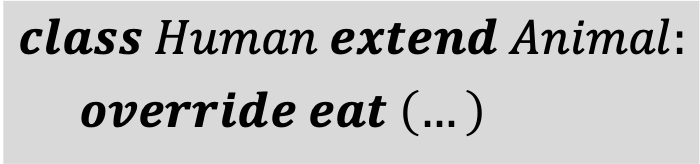 class Human extend Animal:
override eat (...)